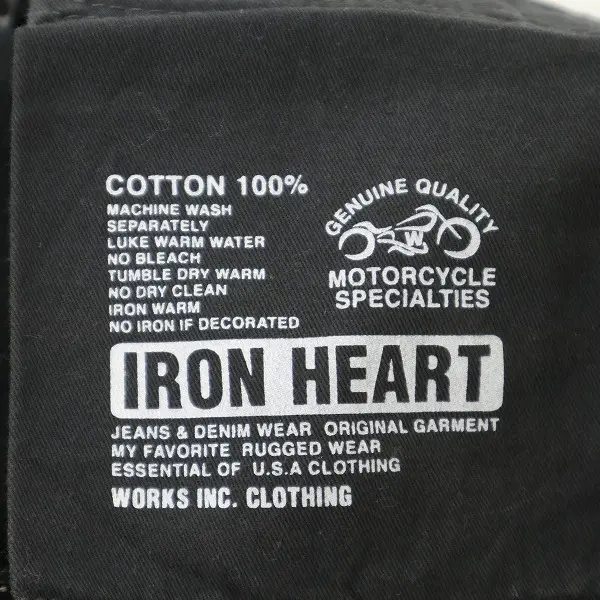 COTTON 100%
MACHINE WASH
SEPARATELY
LUKE WARM WATER
NO BLEACH
TUMBLE DRY WARM
NO DRY CLEAN
IRON WARM
NO IRON IF DECORATED
GENUINE QUALITY
W
MOTORCYCLE
SPECIALTIES
IRON HEART
JEANS & DENIM WEAR ORIGINAL GARMENT
MY FAVORITE RUGGED WEAR
ESSENTIAL OF U.S.A CLOTHING
WORKS INC. CLOTHING